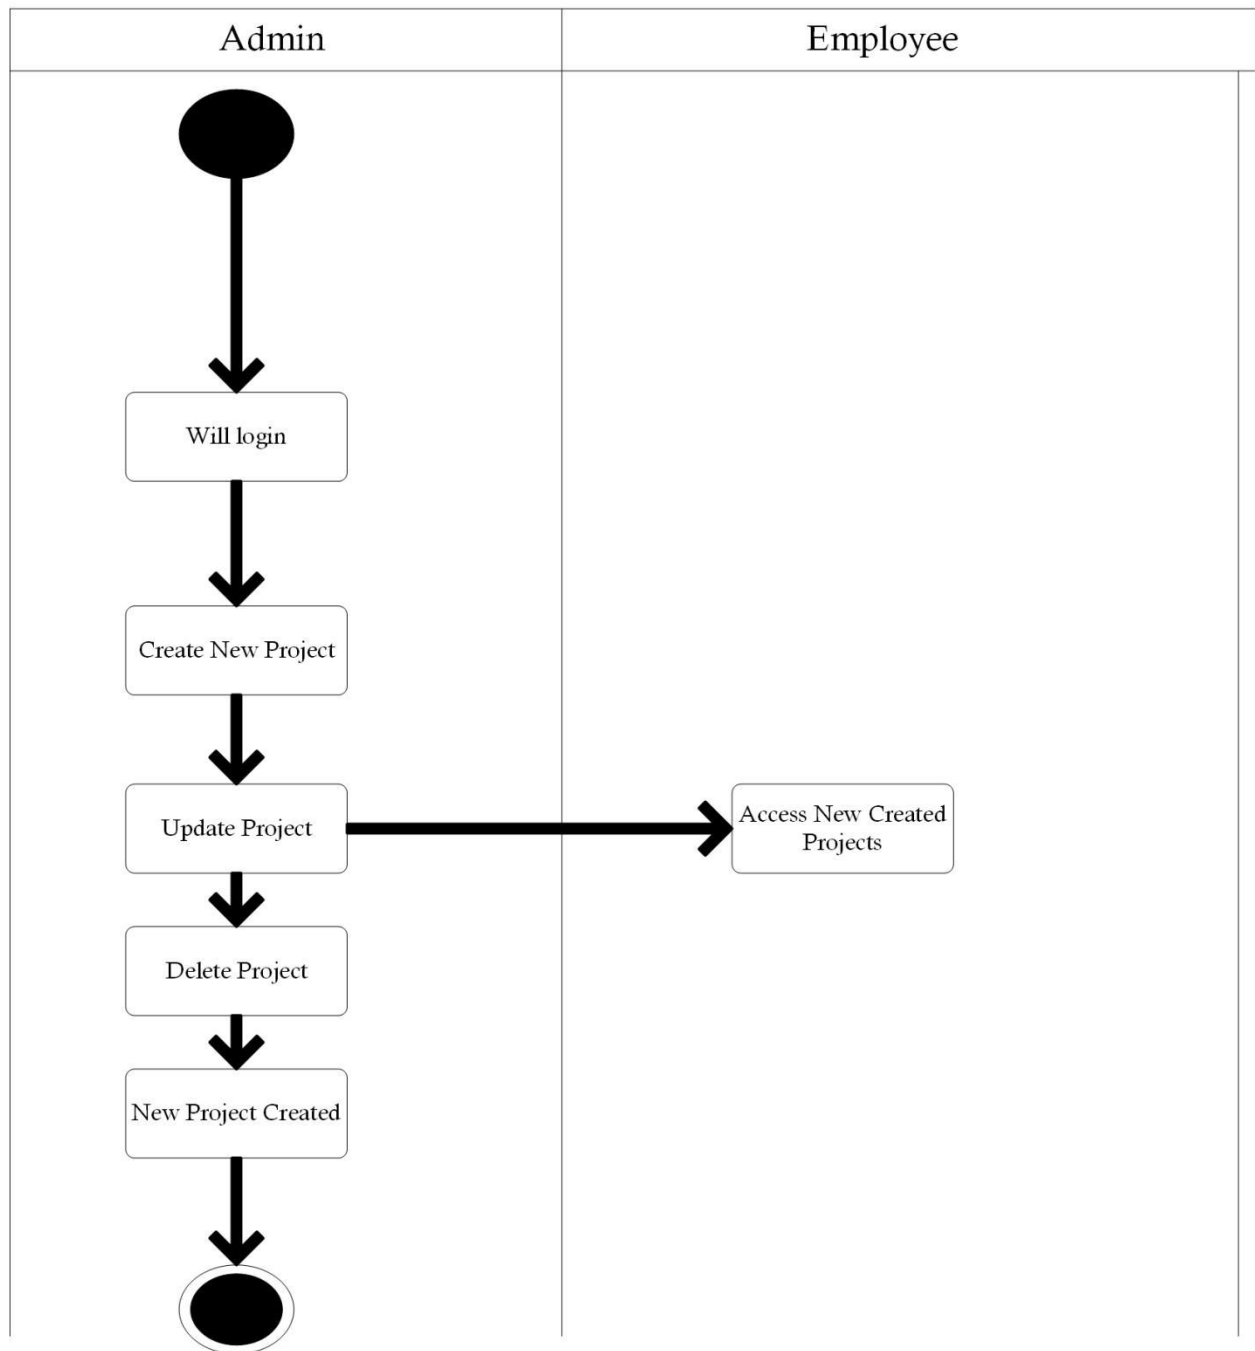 Admin
Employee
Will login
Create New Project
Update Project
Access New Created
Projects
Delete Project
New Project Created